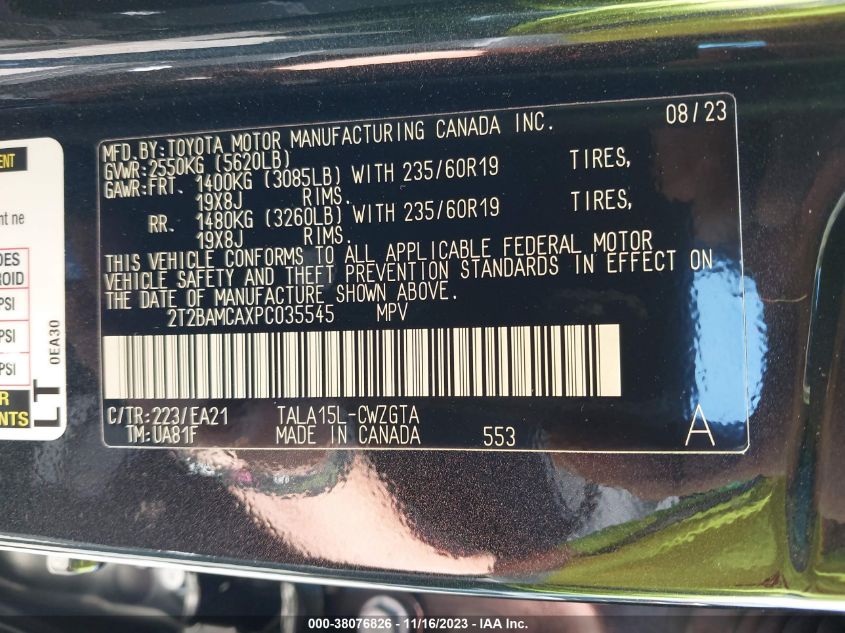 MFD.BY:TOYOTA MOTOR MANUFACTURING CANADA INC. 08/23
GVWR:2550KG (5620LB)
GAWR:FRT. 1400KG (3085LB) WITH 235/60R19 TIRES,
19X8J RIMS.
RR. 1480KG (3260LB) WITH 235/60R19 TIRES,
19X8J RIMS.
THIS VEHICLE CONFORMS TO ALL APPLICABLE FEDERAL MOTOR
VEHICLE SAFETY AND THEFT PREVENTION STANDARDS IN EFFECT ON
THE DATE OF MANUFACTURE SHOWN ABOVE.
2T2BAMCAXPC035545 MPV
C/TR:223/EA21 TALA15L-CWZGTA
TM:UA81F MADE IN CANADA 553 A
PSI
PSI
PSI
LT 0EA30
000-38076826 - 11/16/2023 - IAA Inc.